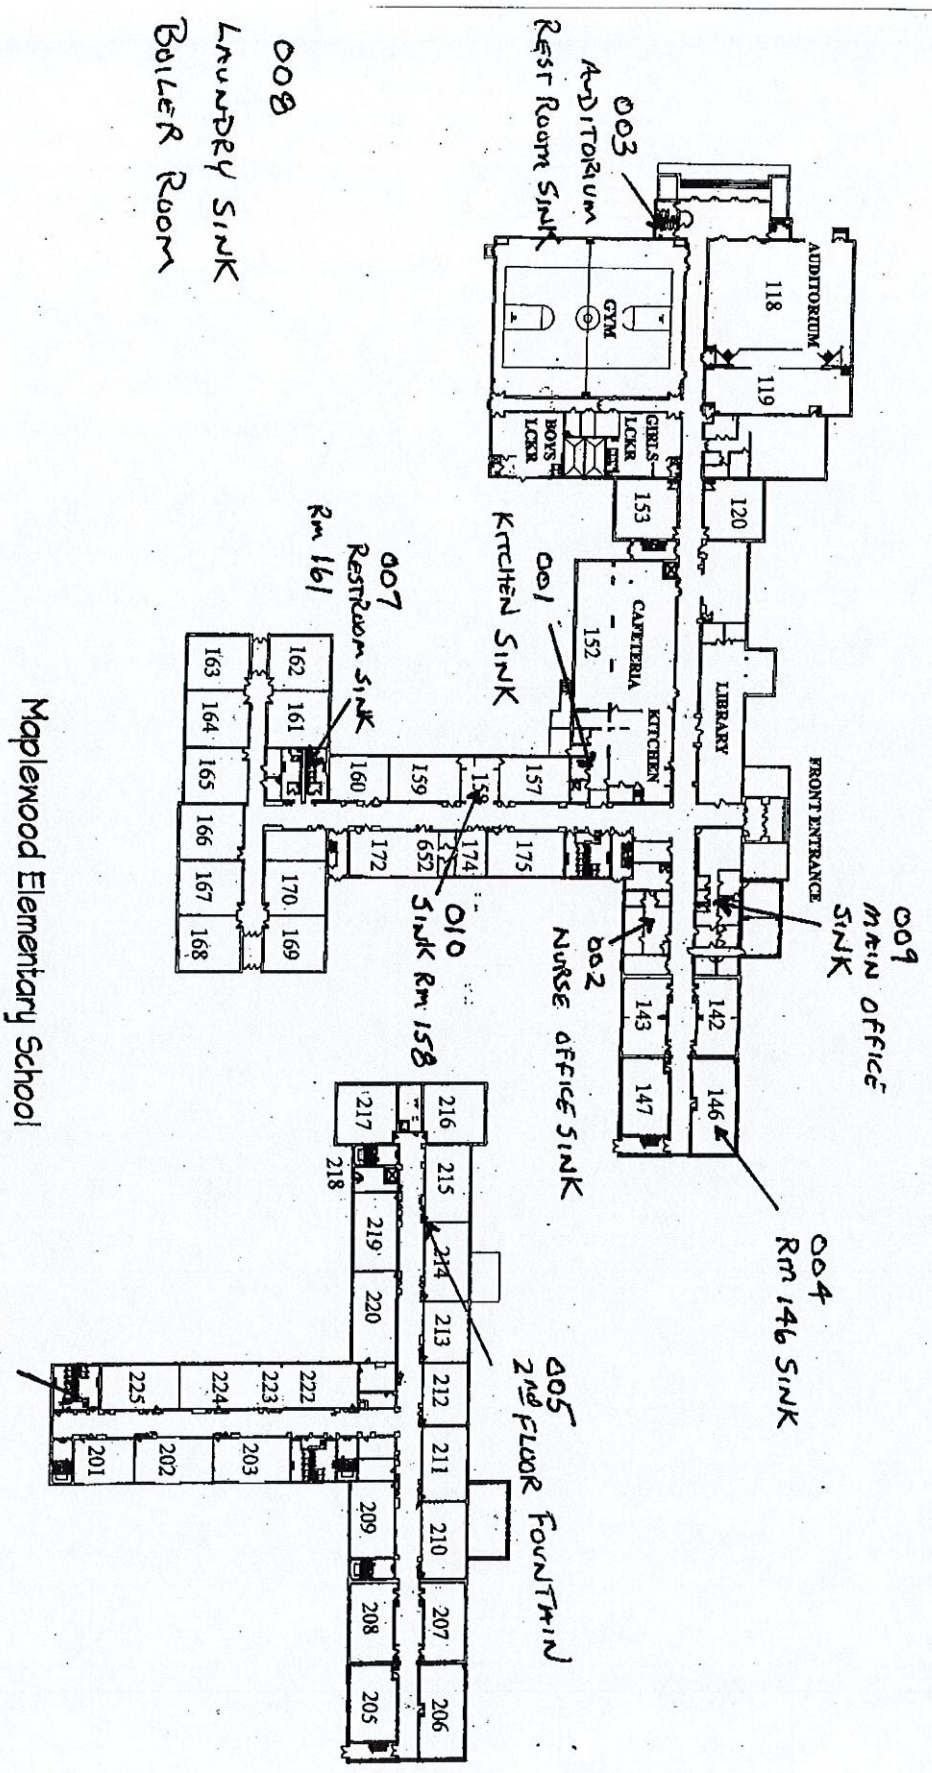 003
AUDITORIUM
REST ROOM SINK
008
LAUNDRY SINK
BOILER ROOM
AUDITORIUM
118
119
GYM
GIRLS
LCKR
BOYS
LCKR
153
120
001
KITCHEN SINK
CAFETERIA
152
KITCHEN
LIBRARY
FRONT ENTRANCE
009
MAIN OFFICE
SINK
007
RESTROOM SINK
Rm 161
163
162
164
161
165
160
159
158
157
166
172
652
174
175
167
170
168
169
010
SINK Rm 158
002
NURSE OFFICE SINK
143
142
147
146
004
Rm 146 SINK
217
216
218
215
219
214
220
213
005
2nd FLOOR FOUNTAIN
212
225
224
223
222
211
201
202
203
209
210
208
207
205
206
Maplewood Elementary School